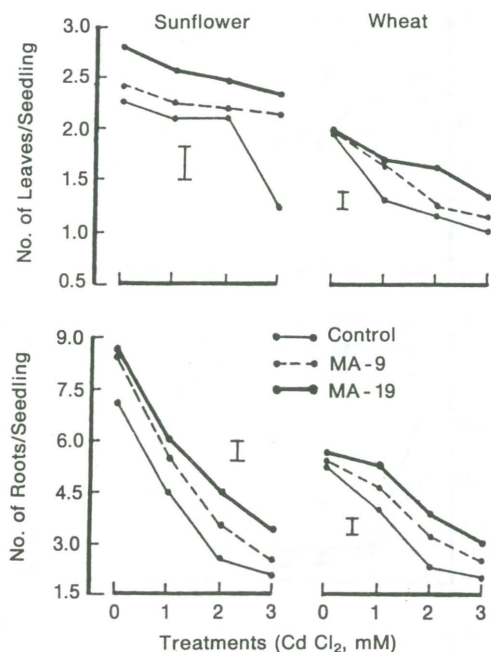 Sunflower
Wheat
No. of Leaves/Seedling
3.0
2.5
2.0
1.5
1.0
0.5
No. of Roots/Seedling
9.0
7.5
6.0
4.5
3.0
1.5
Control
MA-9
MA-19
0 1 2 3
0 1 2 3
Treatments (Cd Cl2, mM)